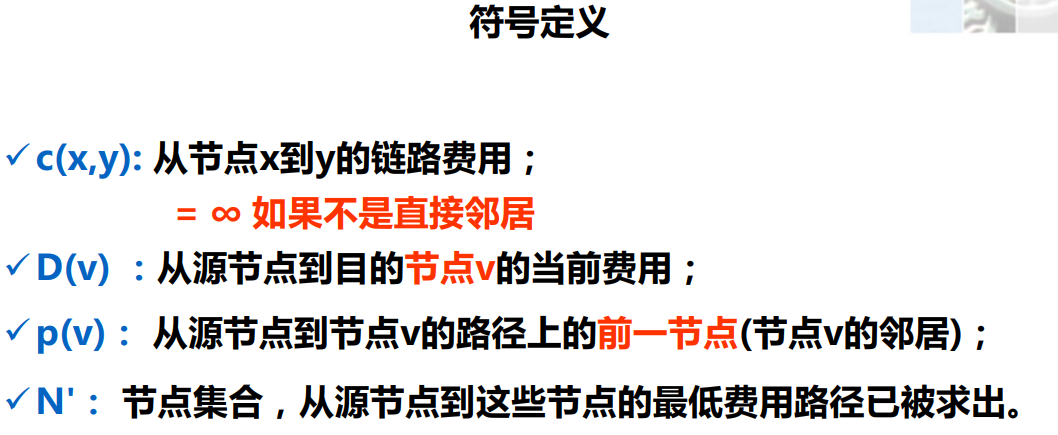 符号定义
✓c(x,y): 从节点x到y的链路费用；
= ∞ 如果不是直接邻居
✓D(v) ：从源节点到目的节点v的当前费用；
✓p(v)： 从源节点到节点v的路径上的前一节点(节点v的邻居)；
✓N'： 节点集合，从源节点到这些节点的最低费用路径已被求出。